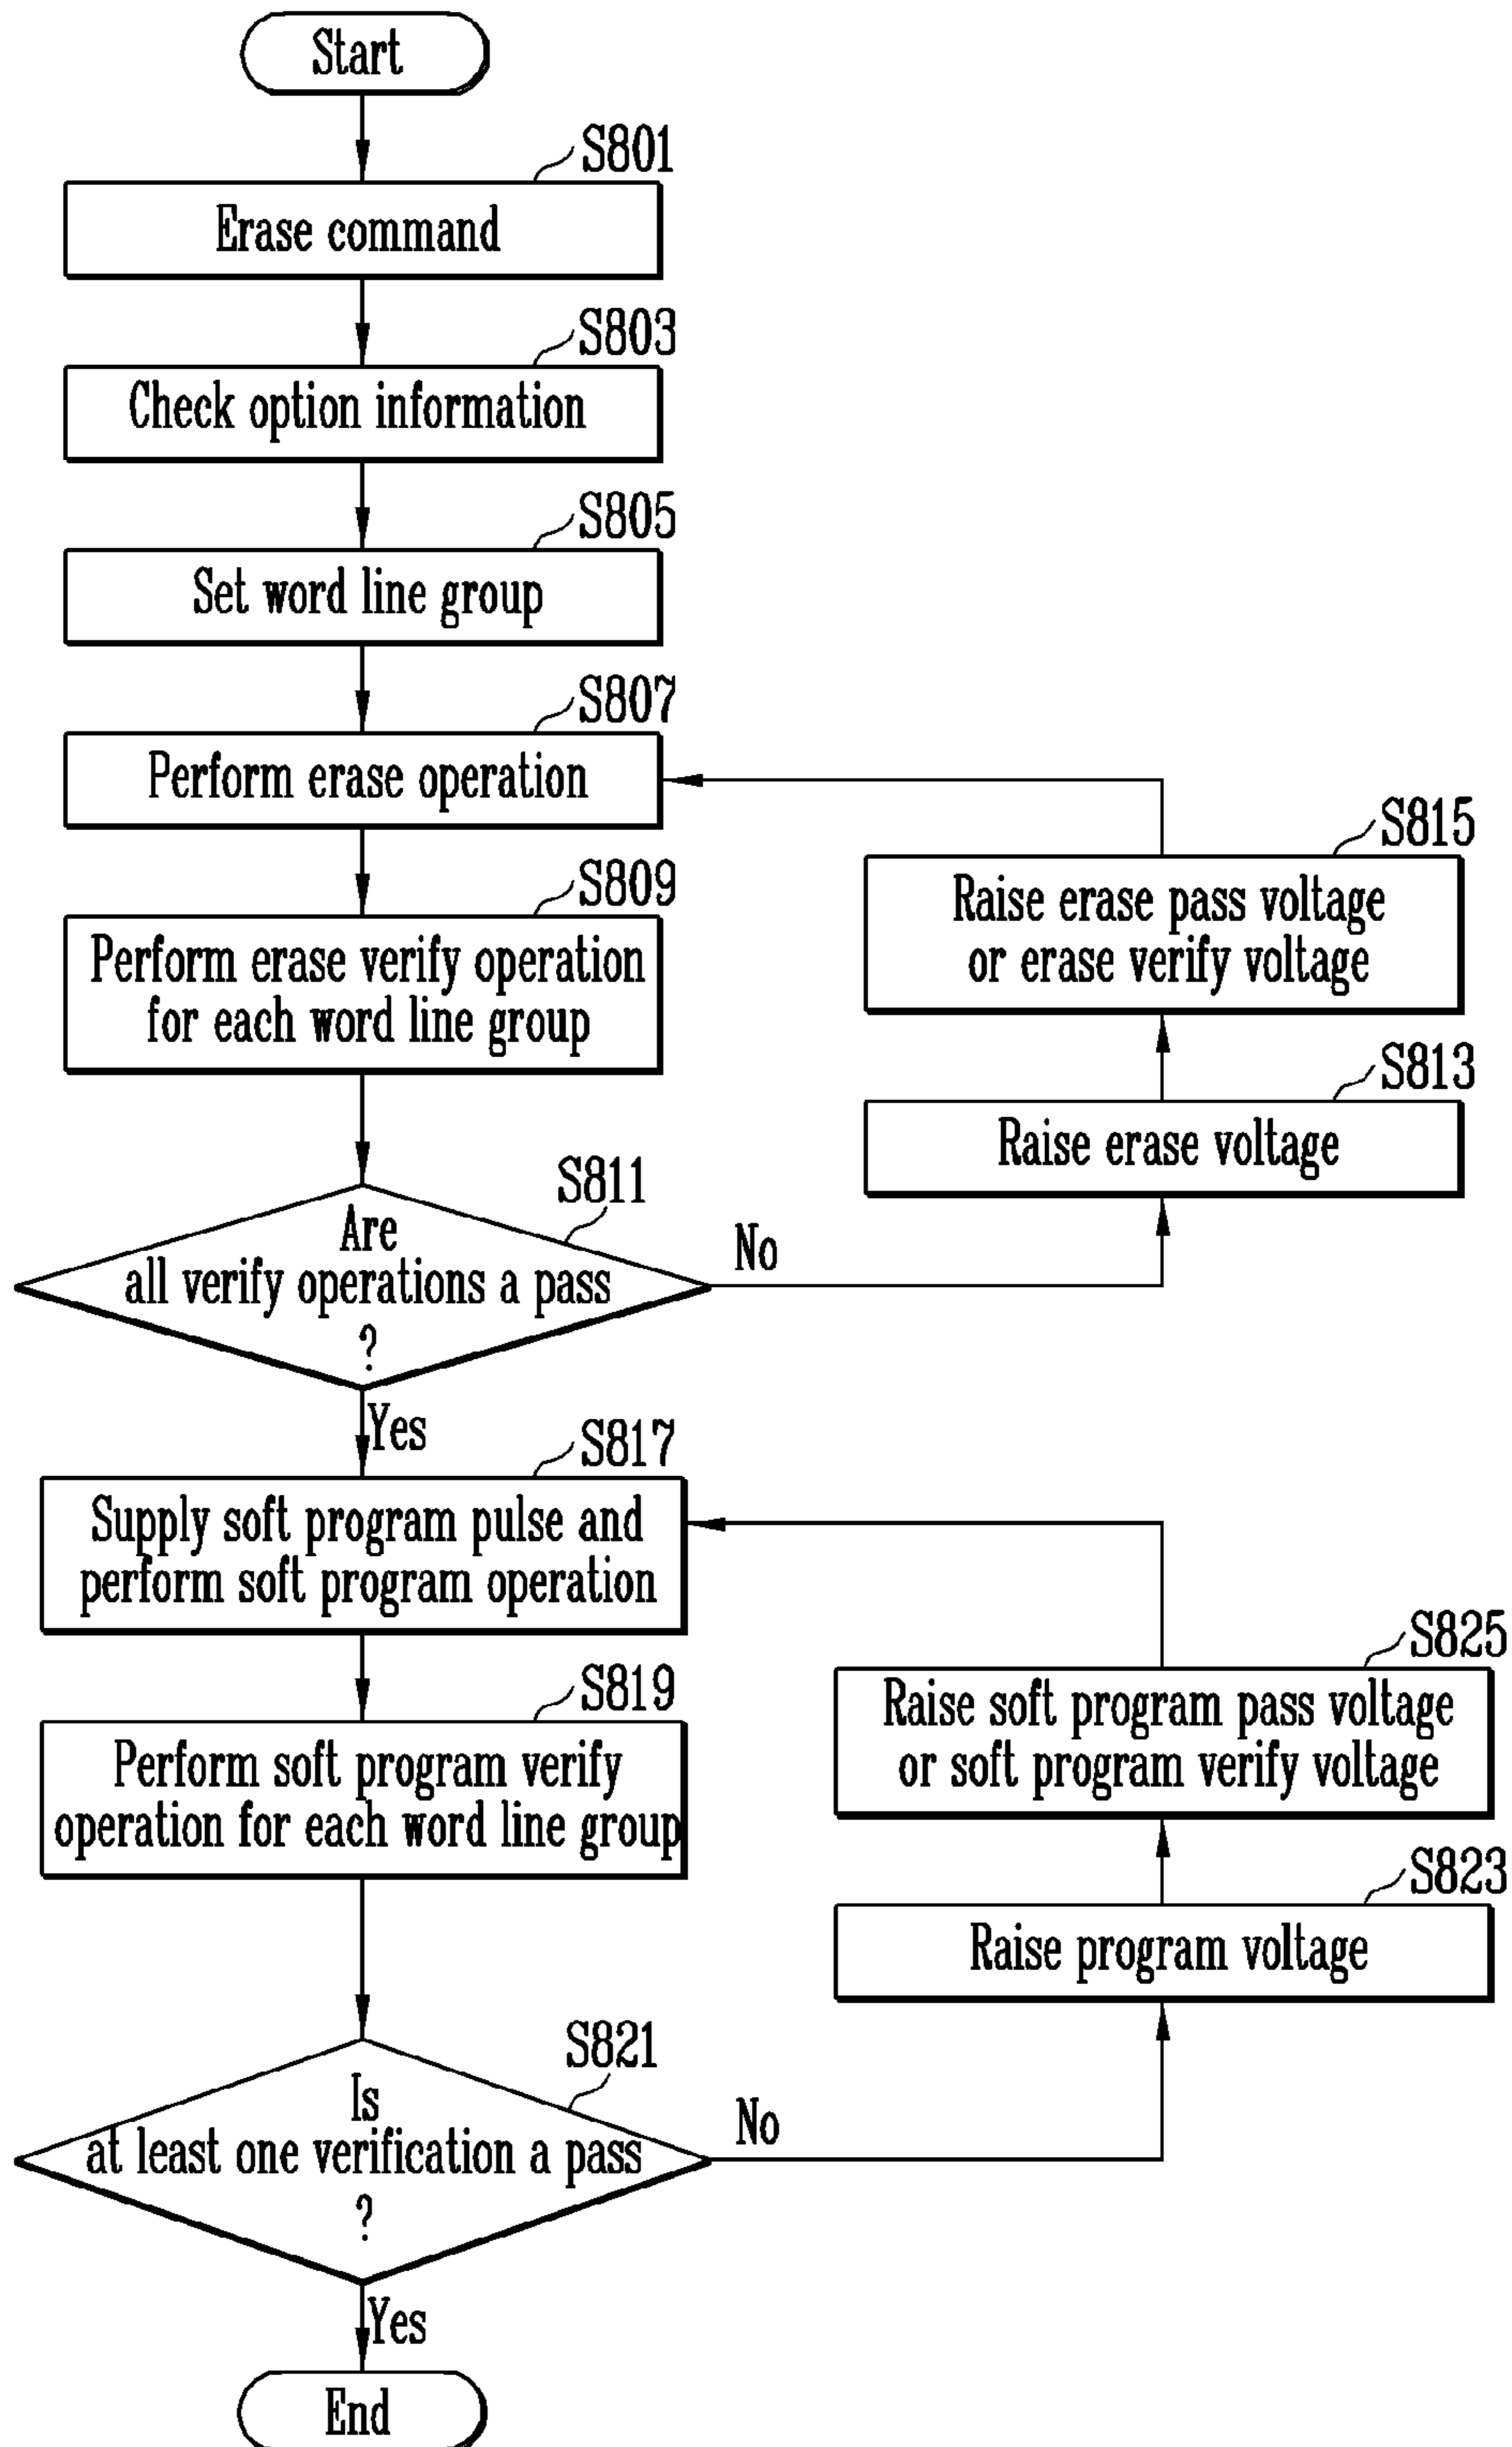 Start
S801
Erase command
S803
Check option information
S805
Set word line group
S807
Perform erase operation
S809
Perform erase verify operation
for each word line group
S811
Are
all verify operations a pass
?
No
Yes
S815
Raise erase pass voltage
or erase verify voltage
S813
Raise erase voltage
S817
Supply soft program pulse and
perform soft program operation
S819
Perform soft program verify
operation for each word line group
S821
Is
at least one verification a pass
?
No
Yes
S825
Raise soft program pass voltage
or soft program verify voltage
S823
Raise program voltage
End